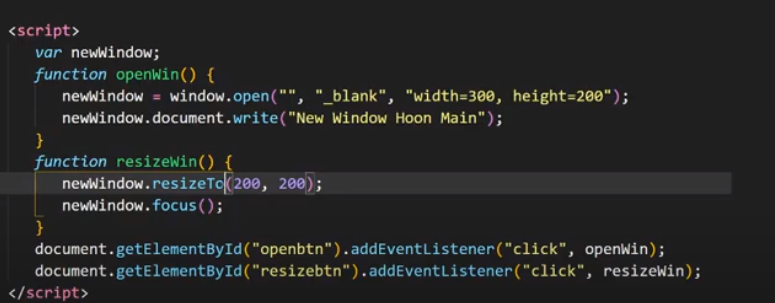 <script>
var newWindow;
function openWin() {
newWindow = window.open("", "_blank", "width=300, height=200");
newWindow.document.write("New Window Hoon Main");
}
function resizeWin() {
newWindow.resizeTo(200, 200);
newWindow.focus();
}
document.getElementById("openbtn").addEventListener("click", openWin);
document.getElementById("resizebtn").addEventListener("click", resizeWin);
</script>